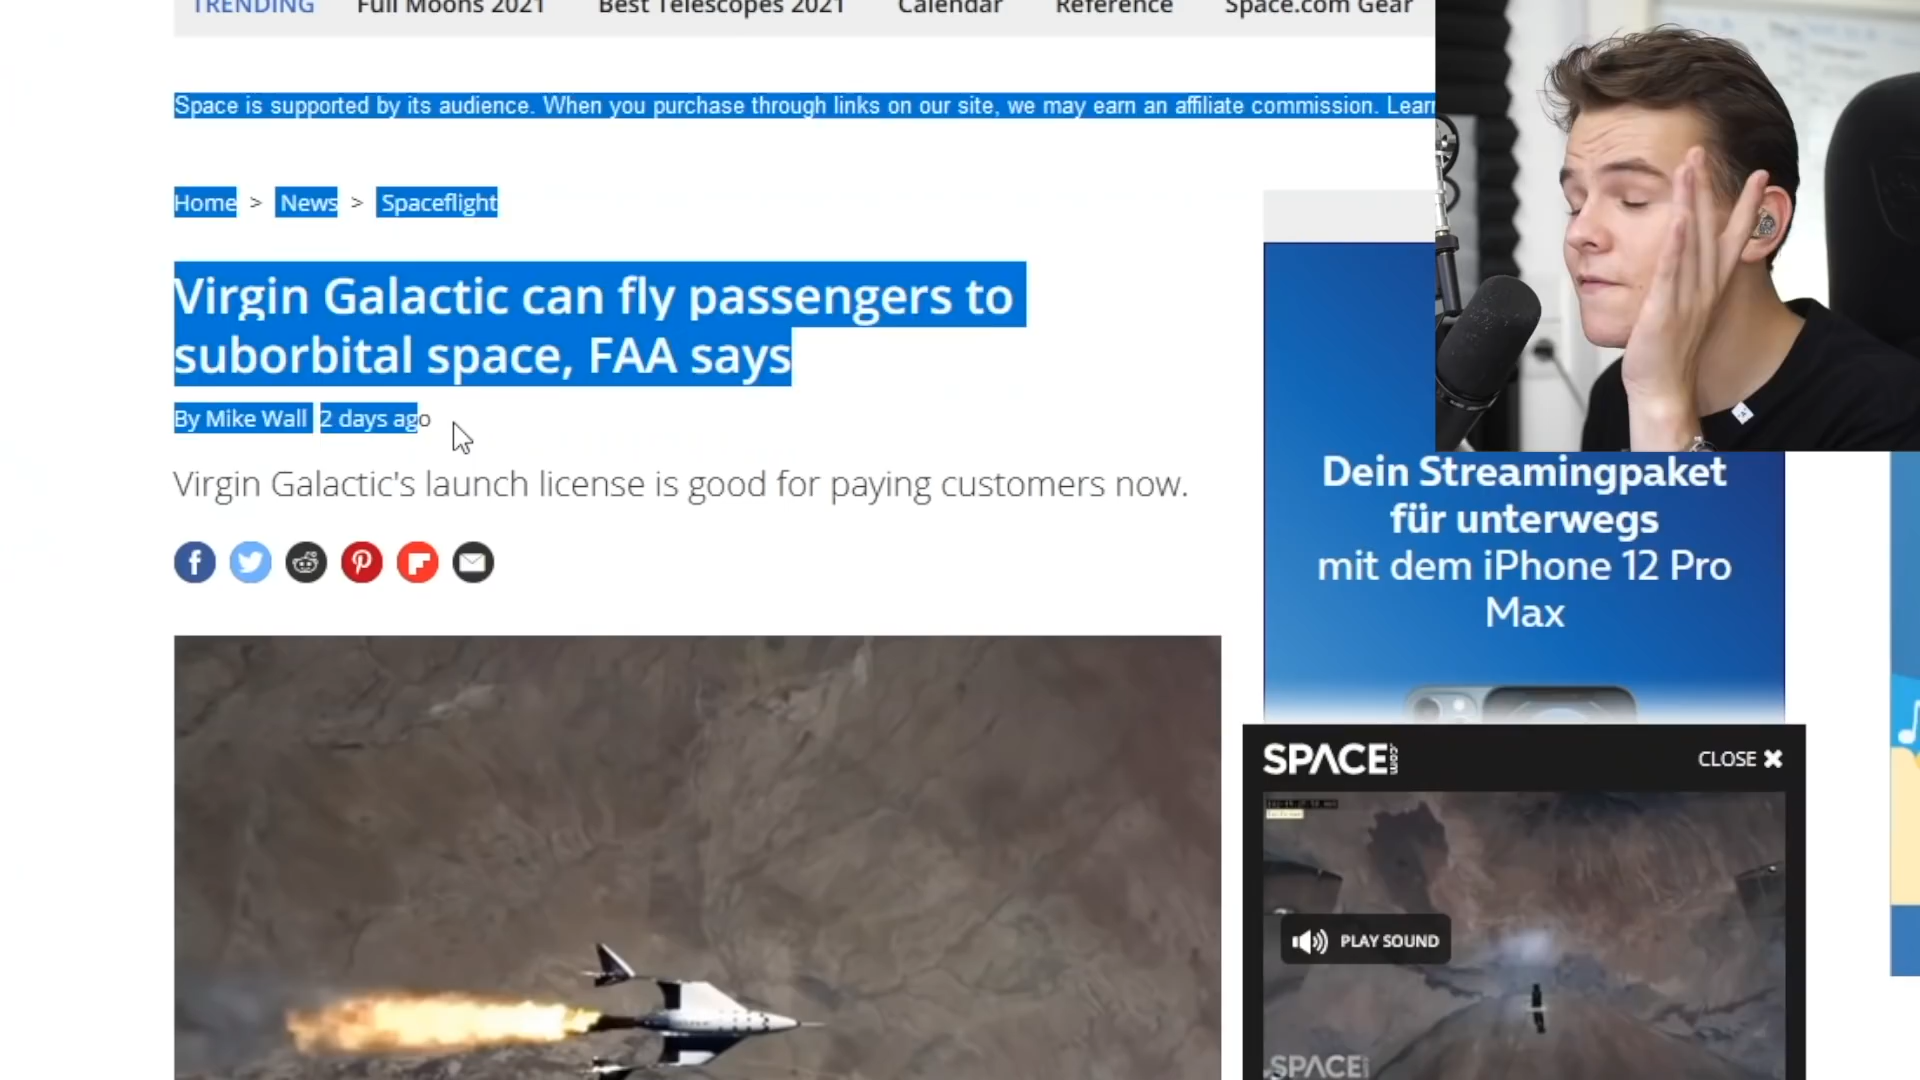 TRENDING Full Moons 2021 Best Telescopes 2021 Calendar Reference Space.com Gear
Space is supported by its audience. When you purchase through links on our site, we may earn an affiliate commission. Learn
Home > News > Spaceflight
Virgin Galactic can fly passengers to
suborbital space, FAA says
By Mike Wall 2 days ago
Virgin Galactic's launch license is good for paying customers now.
Dein Streamingpaket
für unterwegs
mit dem iPhone 12 Pro
Max
SPACE.com
CLOSE
PLAY SOUND
SPACE